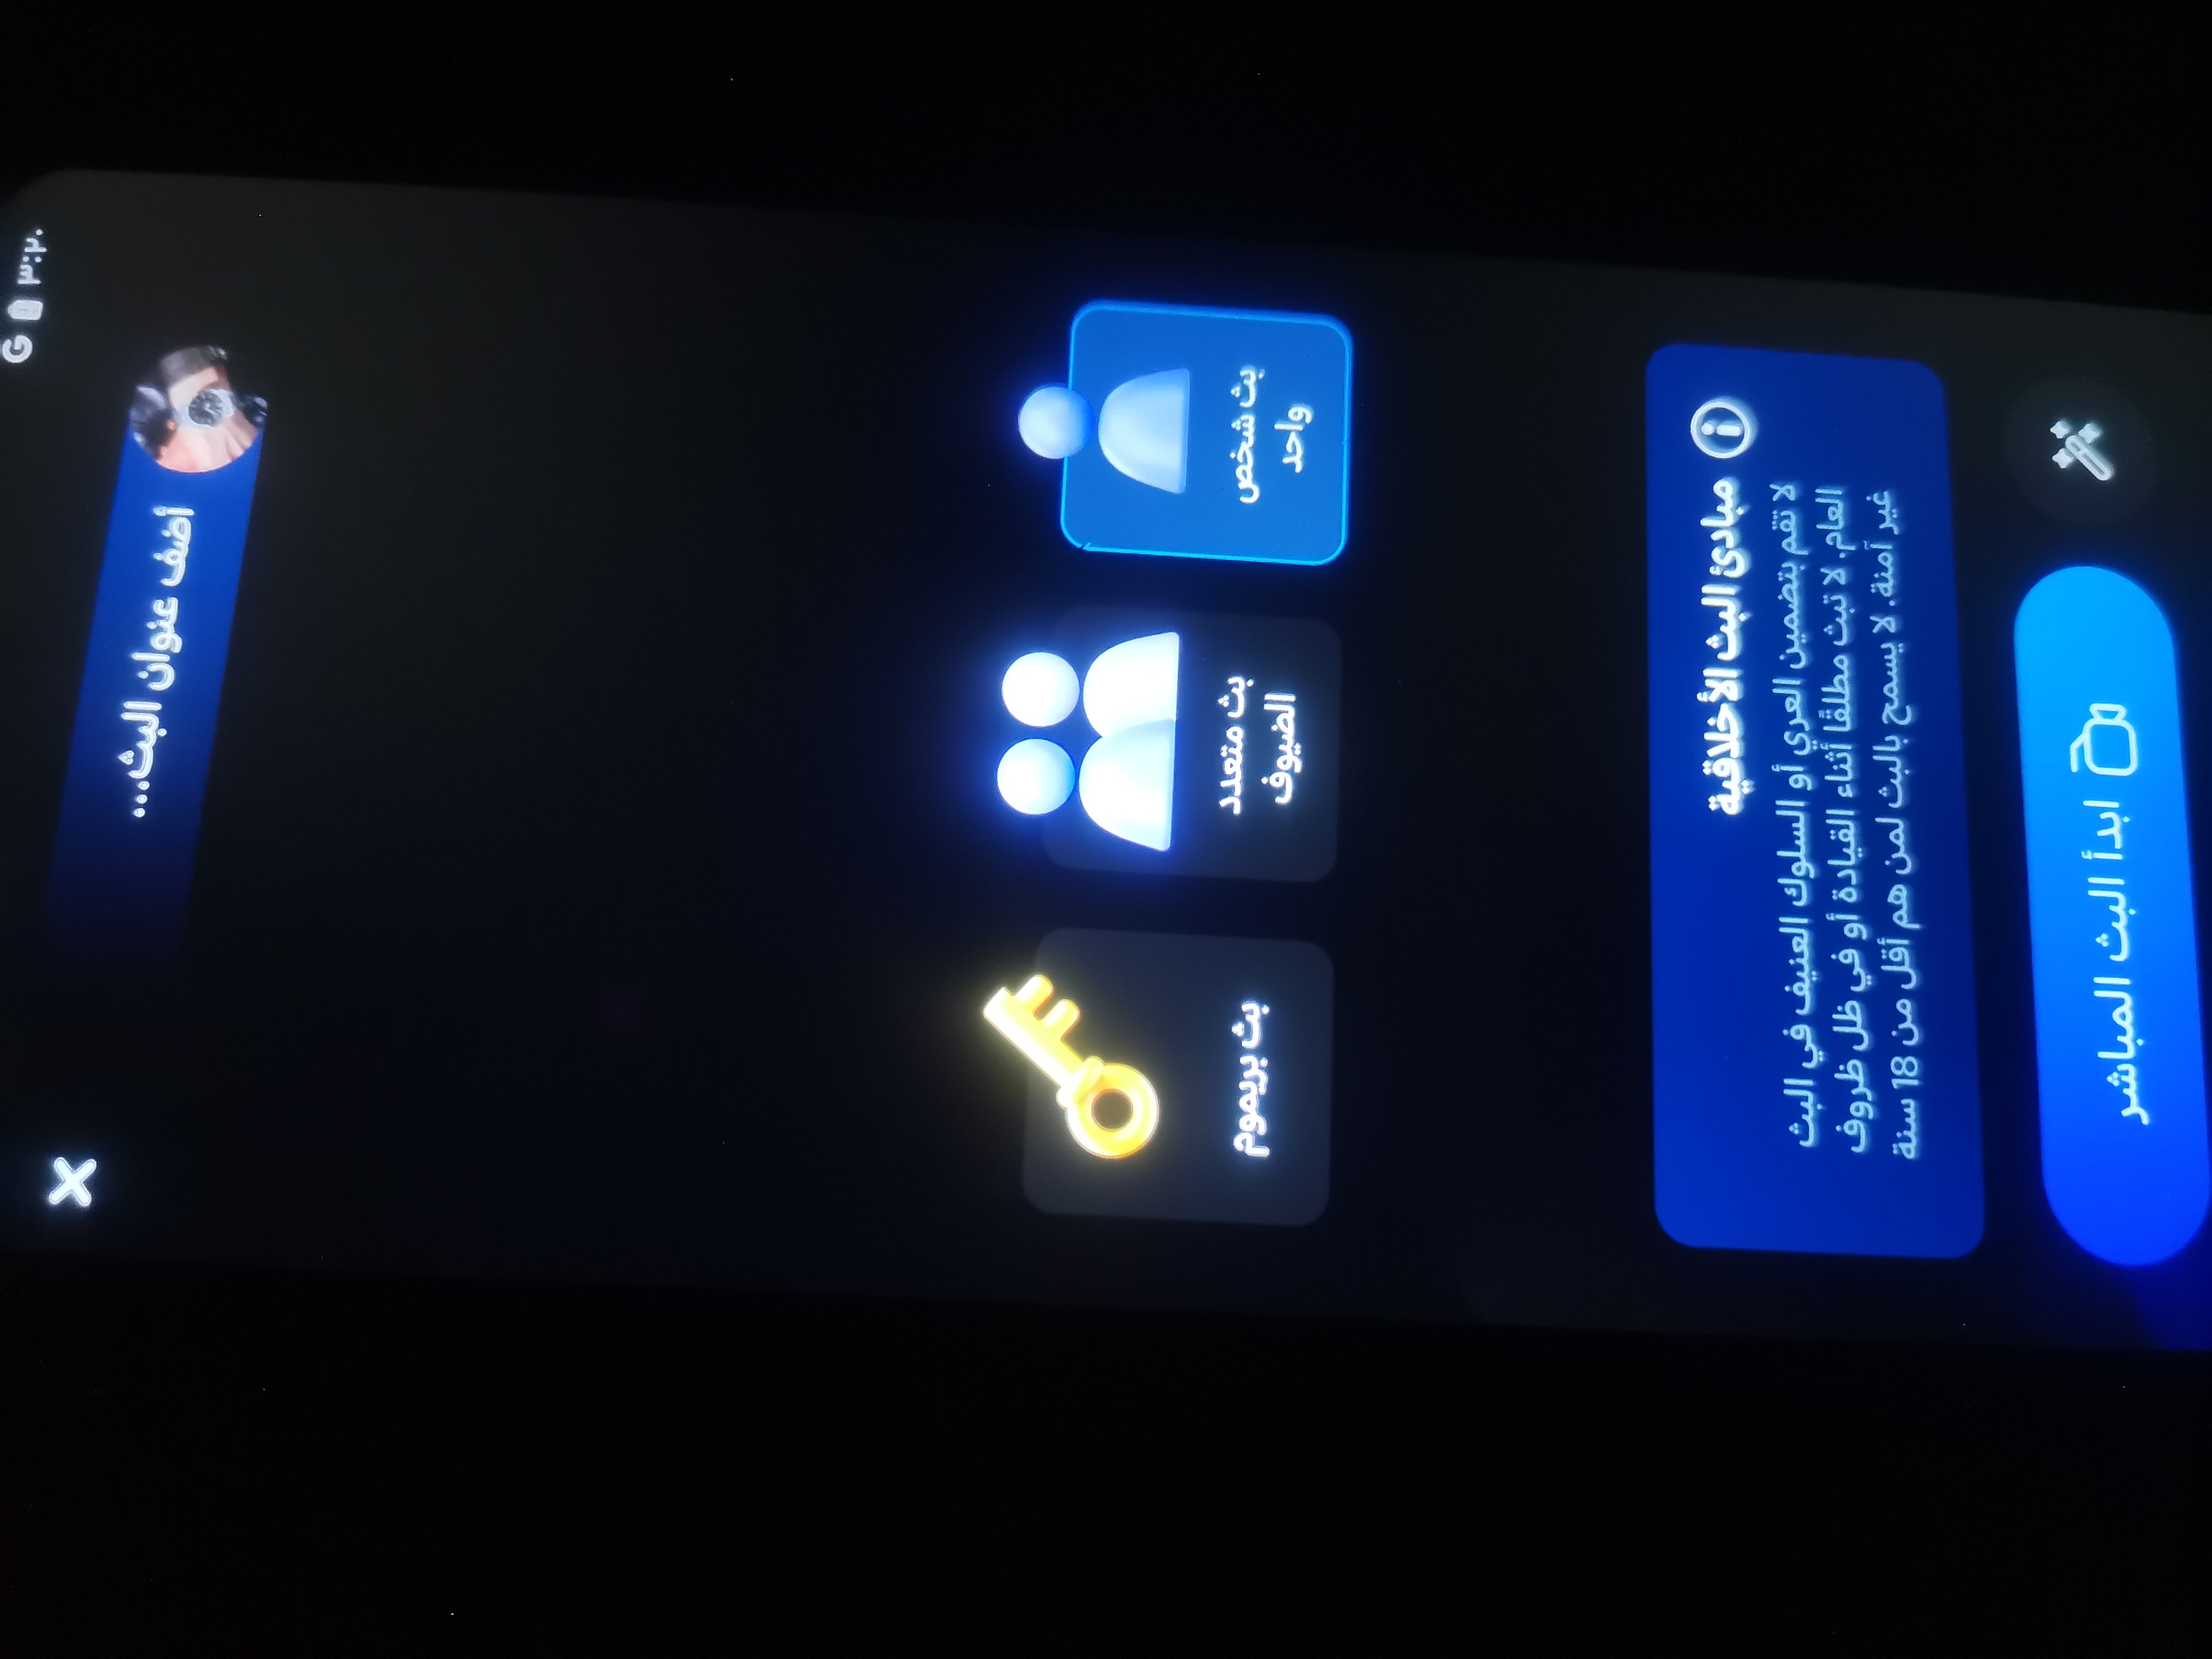 ٣:٢٠
أضف عنوان البث...
بث شخص
واحد
بث متعدد
الضيوف
بث بريموم
مبادئ البث الأخلاقية
لا تقم بتضمين العري أو السلوك العنيف في البث
العام. لا تبث مطلقًا أثناء القيادة أو في ظل ظروف
غير آمنة. لا يسمح بالبث لمن هم أقل من 18 سنة
ابدأ البث المباشر